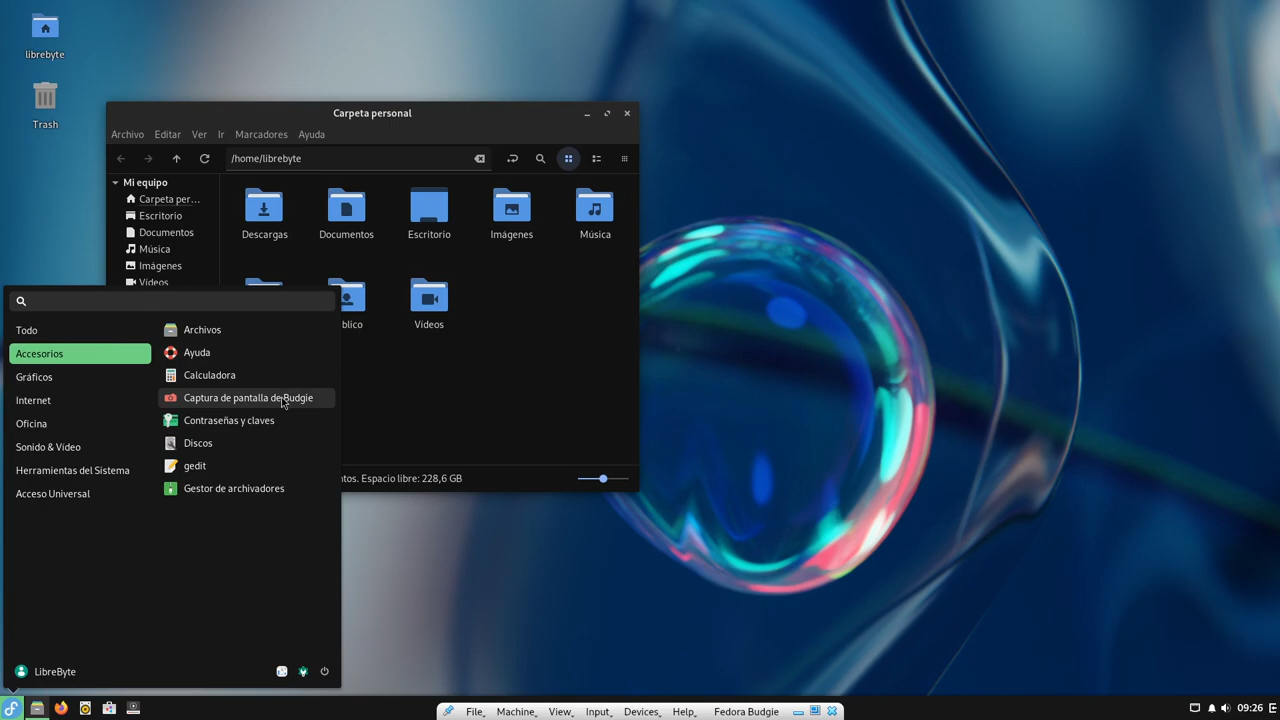 librebyte
Trash
Carpeta personal
Archivo Editar Ver Ir Marcadores Ayuda
/home/librebyte
Mi equipo
Carpeta per…
Escritorio
Documentos
Música
Imágenes
Vídeos
Descargas
Documentos
Escritorio
Imágenes
Música
blico
Vídeos
ntos. Espacio libre: 228,6 GB
Todo
Accesorios
Gráficos
Internet
Oficina
Sonido & Vídeo
Herramientas del Sistema
Acceso Universal
Archivos
Ayuda
Calculadora
Captura de pantalla de Budgie
Contraseñas y claves
Discos
gedit
Gestor de archivadores
LibreByte
File Machine View Input Devices Help Fedora Budgie
09:26